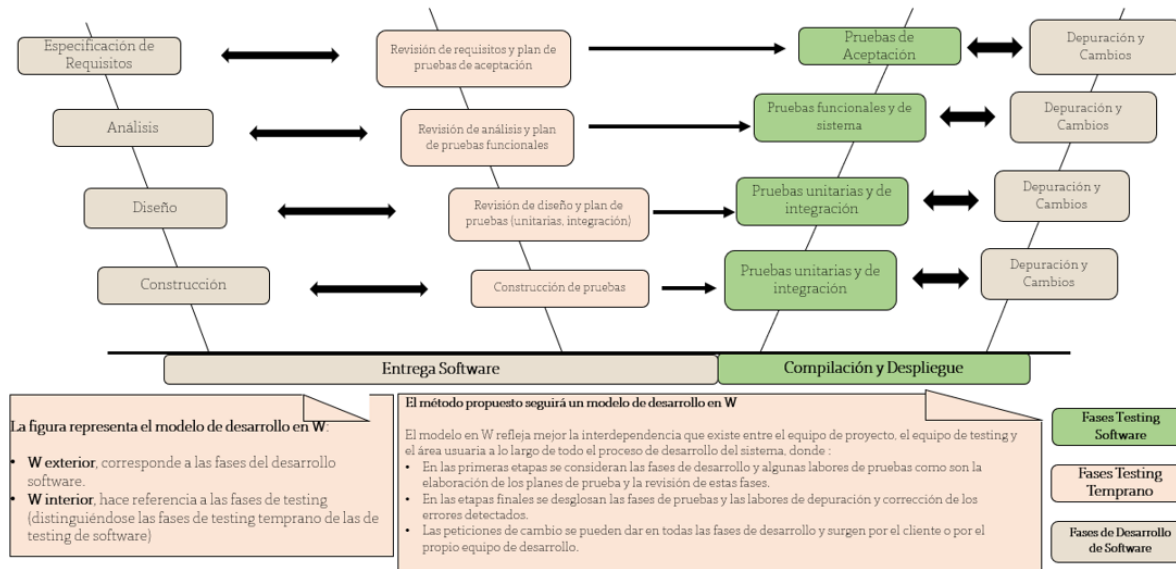 Especificación de
Requisitos
Revisión de requisitos y plan de
pruebas de aceptación
Pruebas de
Aceptación
Depuración y
Cambios
Análisis
Revisión de análisis y plan
de pruebas funcionales
Pruebas funcionales y de
sistema
Depuración y
Cambios
Diseño
Revisión de diseño y plan de
pruebas (unitarias, integración)
Pruebas unitarias y de
integración
Depuración y
Cambios
Construcción
Construcción de pruebas
Pruebas unitarias y de
integración
Depuración y
Cambios
Entrega Software
Compilación y Despliegue
La figura representa el modelo de desarrollo en W:
• W exterior, corresponde a las fases del desarrollo
software.
• W interior, hace referencia a las fases de testing
(distinguiéndose las fases de testing temprano de las de
testing de software)
El método propuesto seguirá un modelo de desarrollo en W
El modelo en W refleja mejor la interdependencia que existe entre el equipo de proyecto, el equipo de testing y
el área usuaria a lo largo de todo el proceso de desarrollo del sistema, donde :
• En las primeras etapas se consideran las fases de desarrollo y algunas labores de pruebas como son la
elaboración de los planes de prueba y la revisión de estas fases.
• En las etapas finales se desglosan las fases de pruebas y las labores de depuración y corrección de los
errores detectados.
• Las peticiones de cambio se pueden dar en todas las fases de desarrollo y surgen por el cliente o por el
propio equipo de desarrollo.
Fases Testing
Software
Fases Testing
Temprano
Fases de Desarrollo
de Software